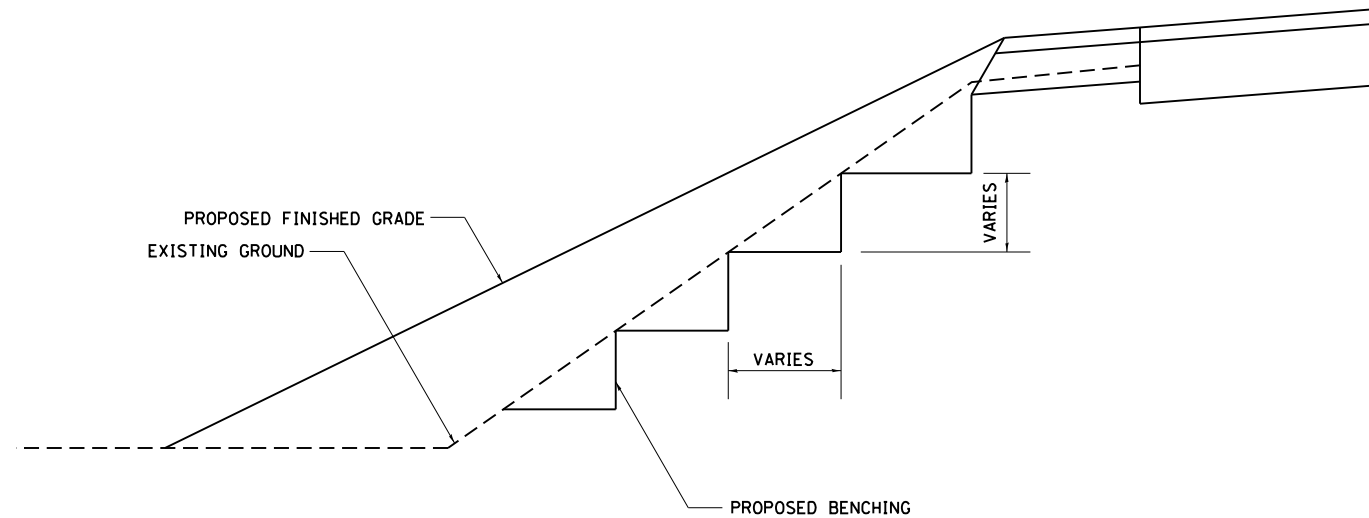 PROPOSED FINISHED GRADE
EXISTING GROUND
VARIES
VARIES
PROPOSED BENCHING